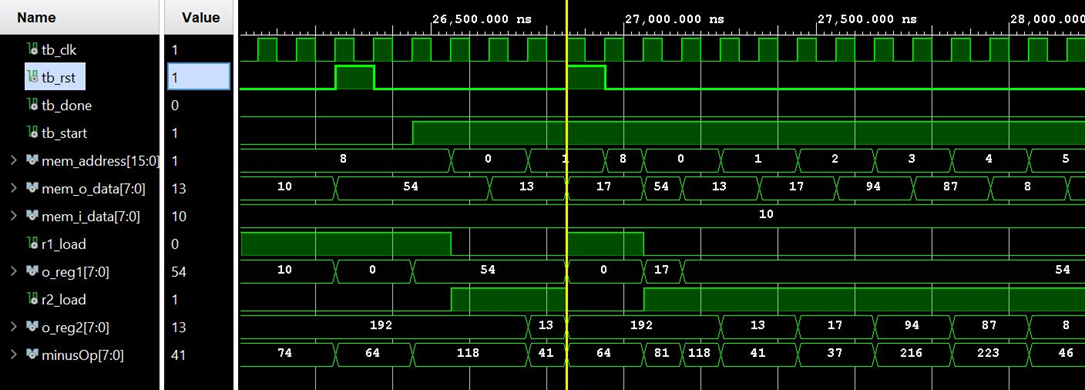 Name Value 26,500.000 ns 27,000.000 ns 27,500.000 ns 28,000.000
tb_clk 1
tb_rst 1
tb_done 0
tb_start 1
mem_address[15:0] 1 8 0 1 8 0 1 2 3 4 5
mem_o_data[7:0] 13 10 54 13 17 54 13 17 94 87 8
mem_i_data[7:0] 10 10
r1_load 0
o_reg1[7:0] 54 10 0 54 0 17 54
r2_load 1
o_reg2[7:0] 13 192 13 192 13 17 94 87 8
minusOp[7:0] 41 74 64 118 41 64 81 118 41 37 216 223 46